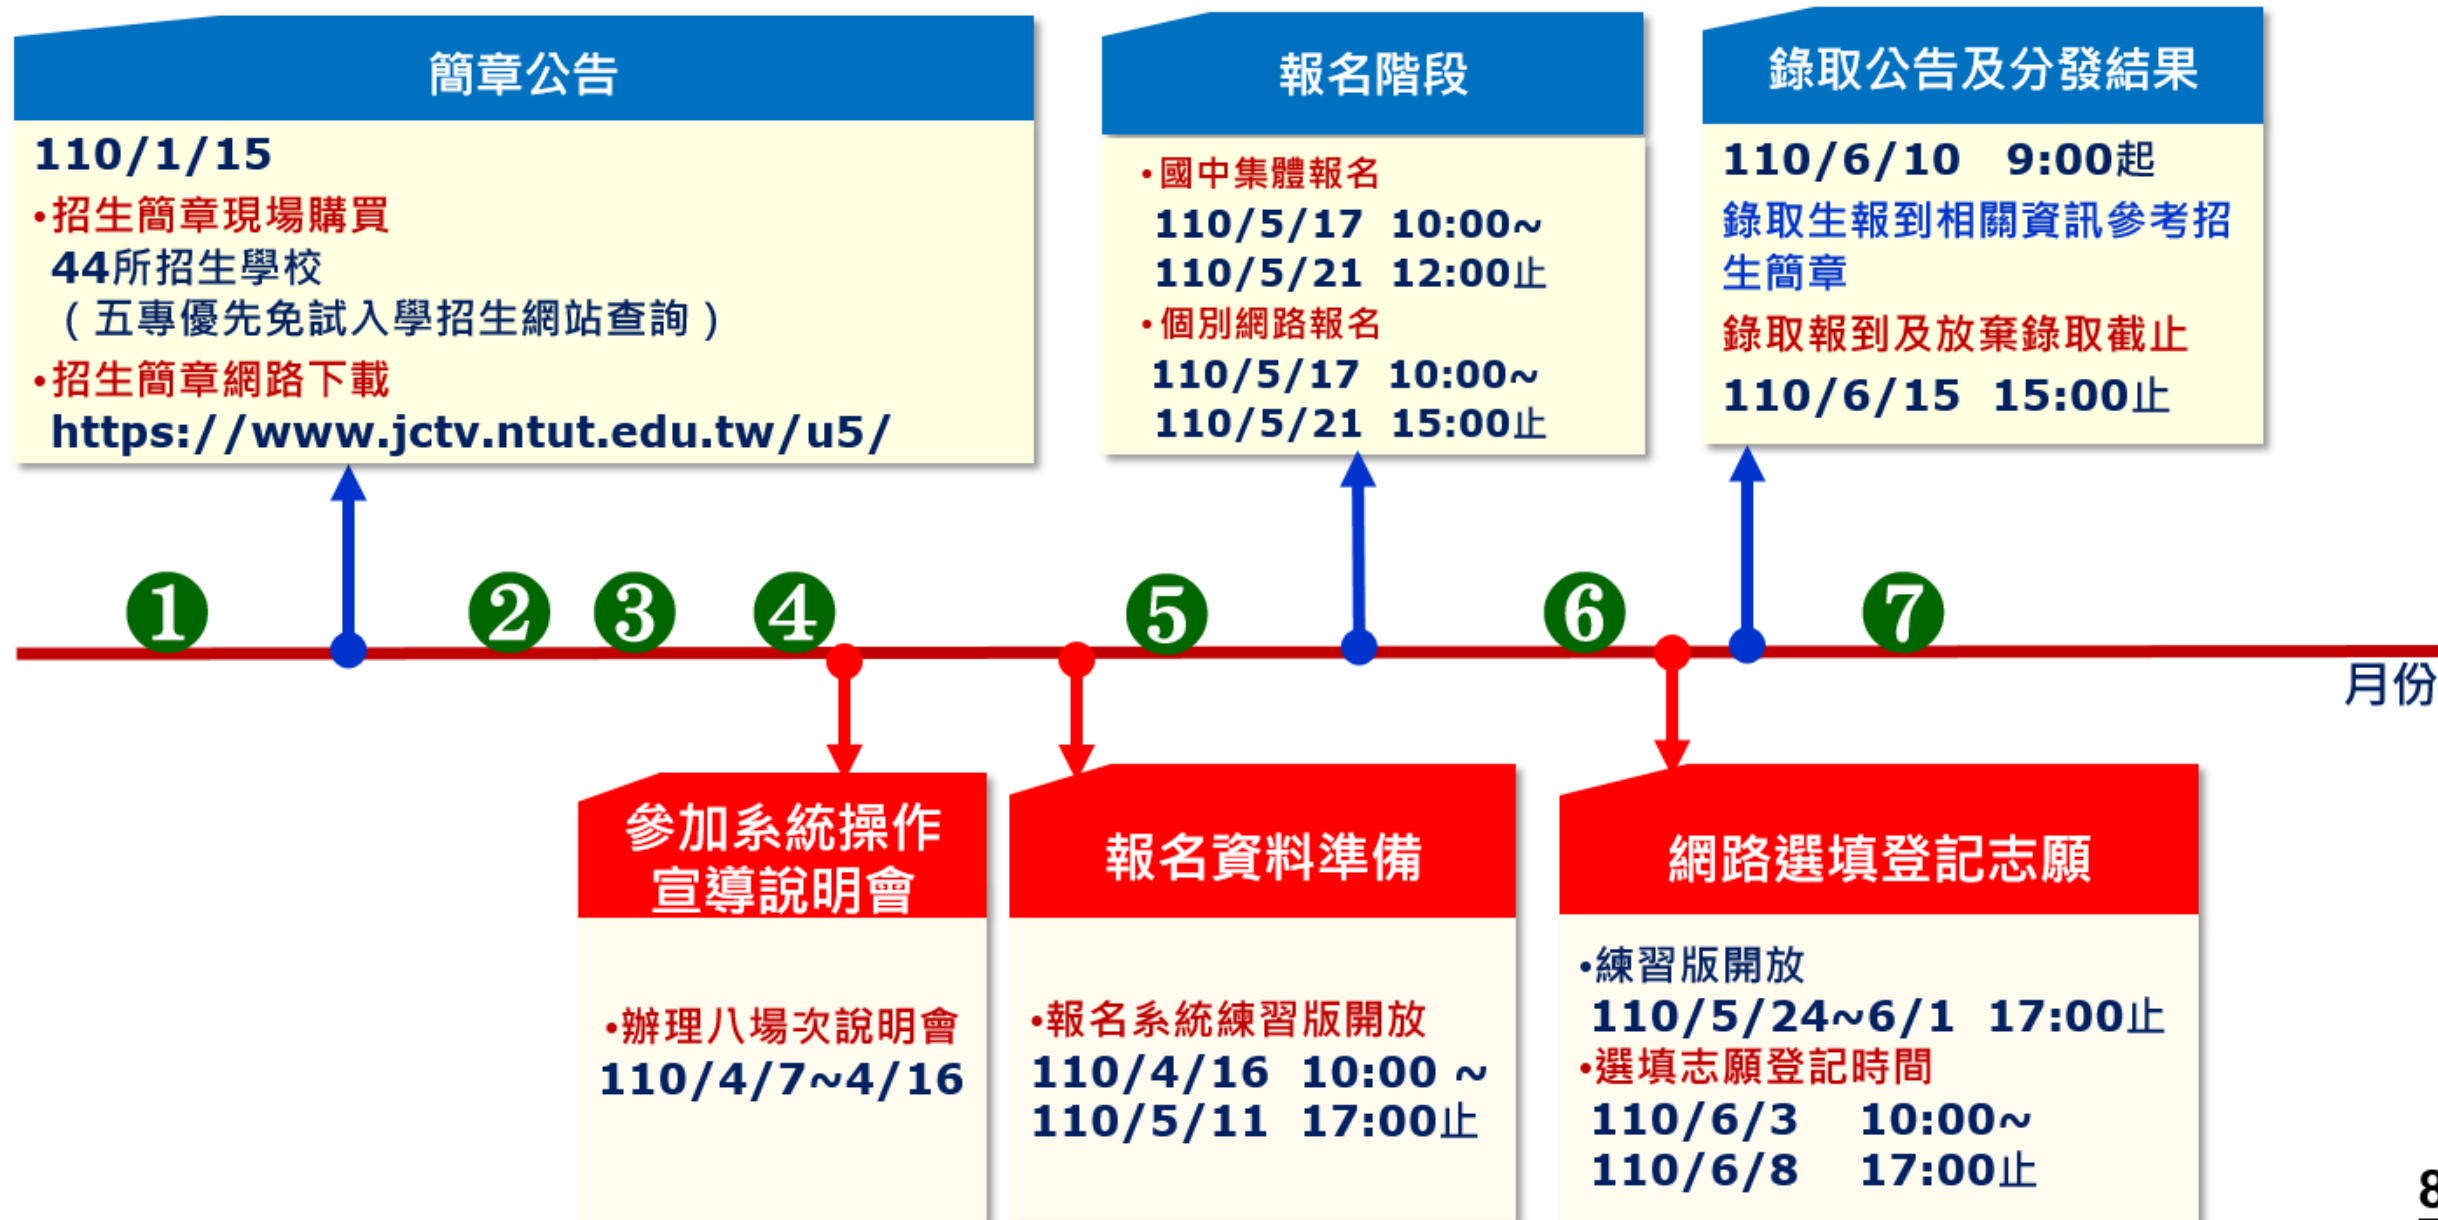 簡章公告
110/1/15
•招生簡章現場購買
44所招生學校
（五專優先免試入學招生網站查詢）
•招生簡章網路下載
https://www.jctv.ntut.edu.tw/u5/
報名階段
•國中集體報名
110/5/17 10:00~
110/5/21 12:00止
•個別網路報名
110/5/17 10:00~
110/5/21 15:00止
錄取公告及分發結果
110/6/10 9:00起
錄取生報到相關資訊參考招
生簡章
錄取報到及放棄錄取截止
110/6/15 15:00止
1 2 3 4 5 6 7
月份
參加系統操作
宣導說明會
•辦理八場次說明會
110/4/7~4/16
報名資料準備
•報名系統練習版開放
110/4/16 10:00 ~
110/5/11 17:00止
網路選填登記志願
•練習版開放
110/5/24~6/1 17:00止
•選填志願登記時間
110/6/3 10:00~
110/6/8 17:00止
8